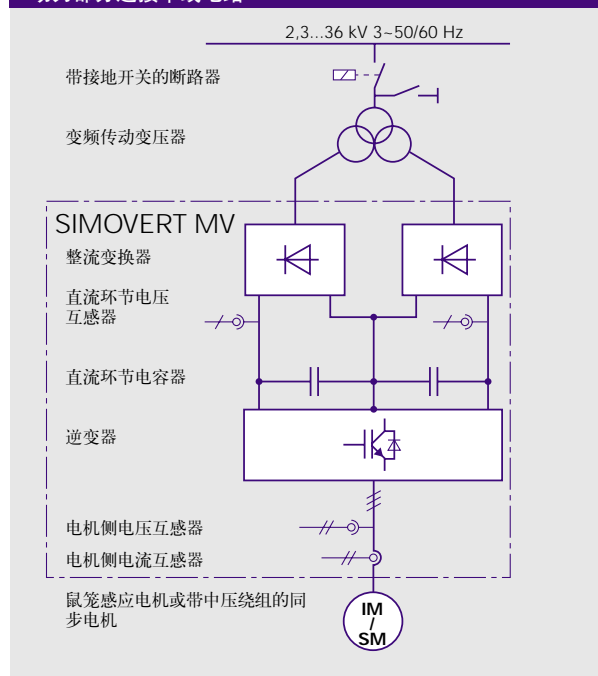 2,3...36 kV 3~50/60 Hz
带接地开关的断路器
变频传动变压器
SIMOVERT MV
整流变换器
直流环节电压
互感器
直流环节电容器
逆变器
电机侧电压互感器
电机侧电流互感器
鼠笼感应电机或带中压绕组的同
步电机
IM
/
SM